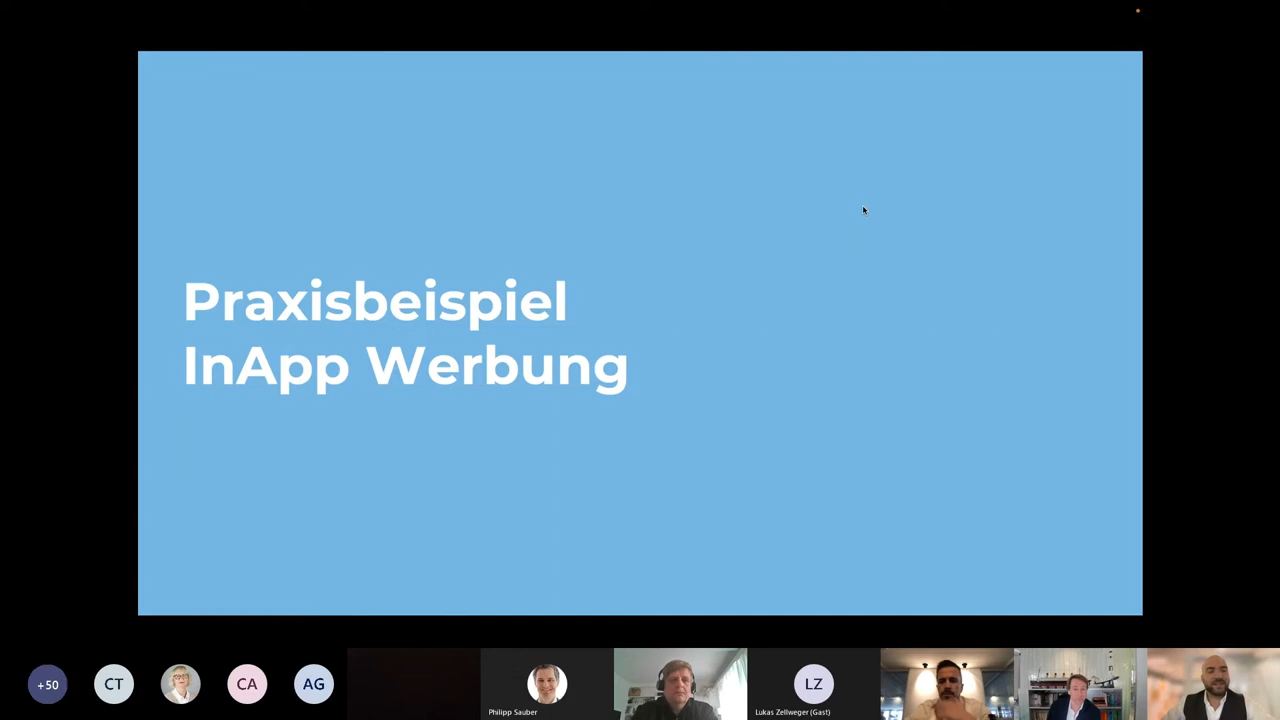 Praxisbeispiel
InApp Werbung
+50
CT
CA
AG
LZ
Philipp Sauber
Lukas Zellweger (Gast)